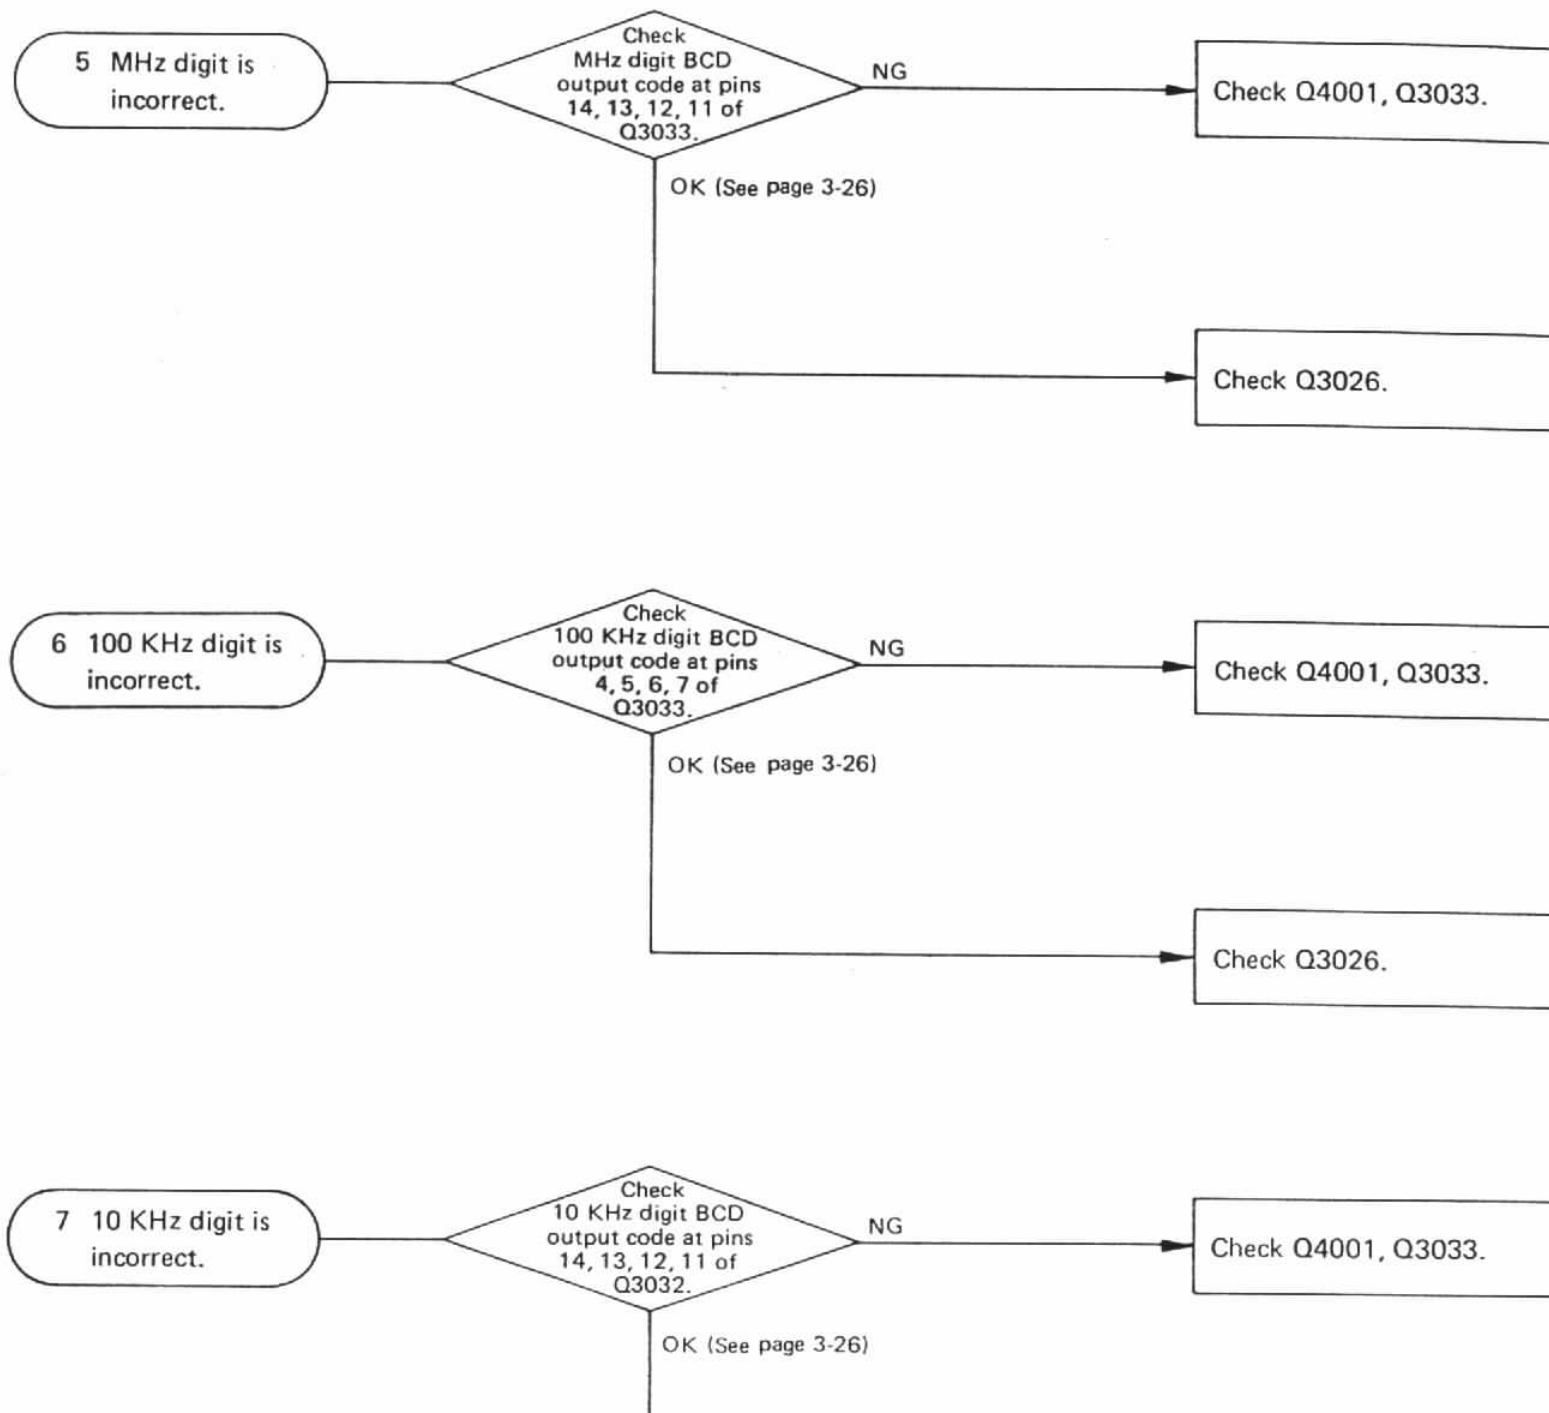 5 MHz digit is
incorrect.
Check
MHz digit BCD
output code at pins
14, 13, 12, 11 of
Q3033.
NG
Check Q4001, Q3033.
OK (See page 3-26)
Check Q3026.
6 100 KHz digit is
incorrect.
Check
100 KHz digit BCD
output code at pins
4, 5, 6, 7 of
Q3033.
NG
Check Q4001, Q3033.
OK (See page 3-26)
Check Q3026.
7 10 KHz digit is
incorrect.
Check
10 KHz digit BCD
output code at pins
14, 13, 12, 11 of
Q3032.
NG
Check Q4001, Q3033.
OK (See page 3-26)